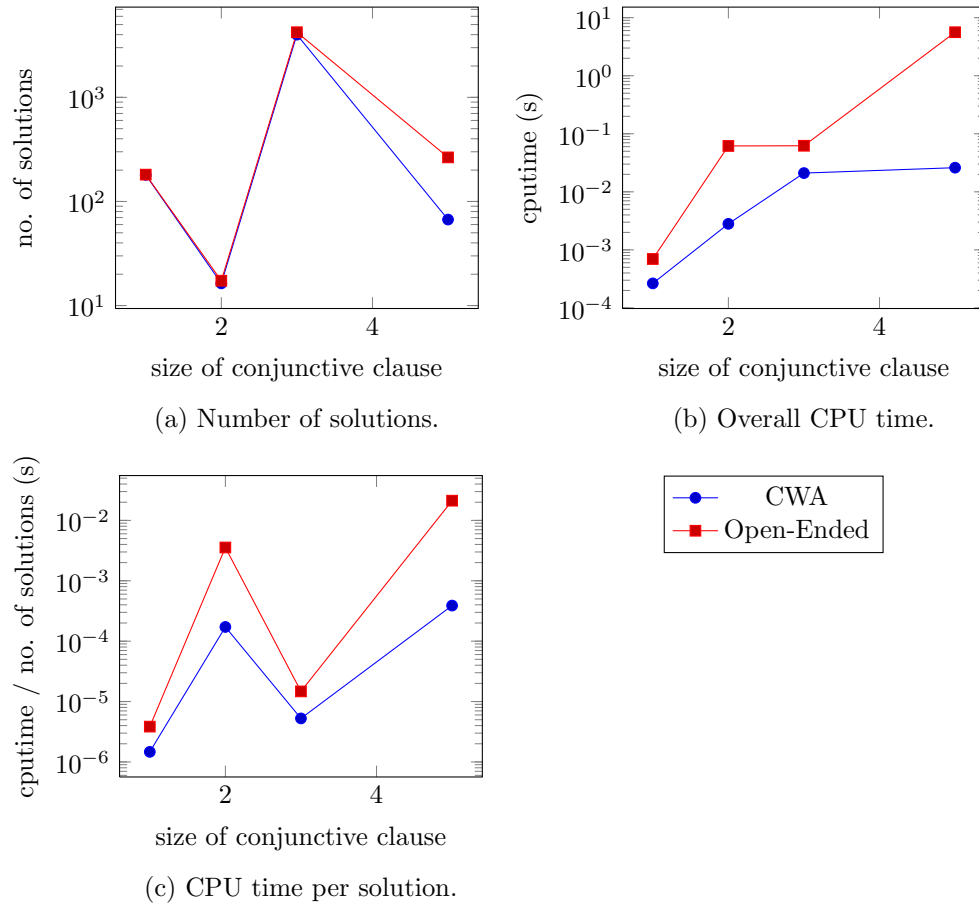 10^3
10^2
10^1
no. of solutions
2
4
size of conjunctive clause
(a) Number of solutions.
10^1
10^0
10^-1
10^-2
10^-3
10^-4
cputime (s)
2
4
size of conjunctive clause
(b) Overall CPU time.
10^-2
10^-3
10^-4
10^-5
10^-6
cputime / no. of solutions (s)
2
4
size of conjunctive clause
(c) CPU time per solution.
CWA
Open-Ended